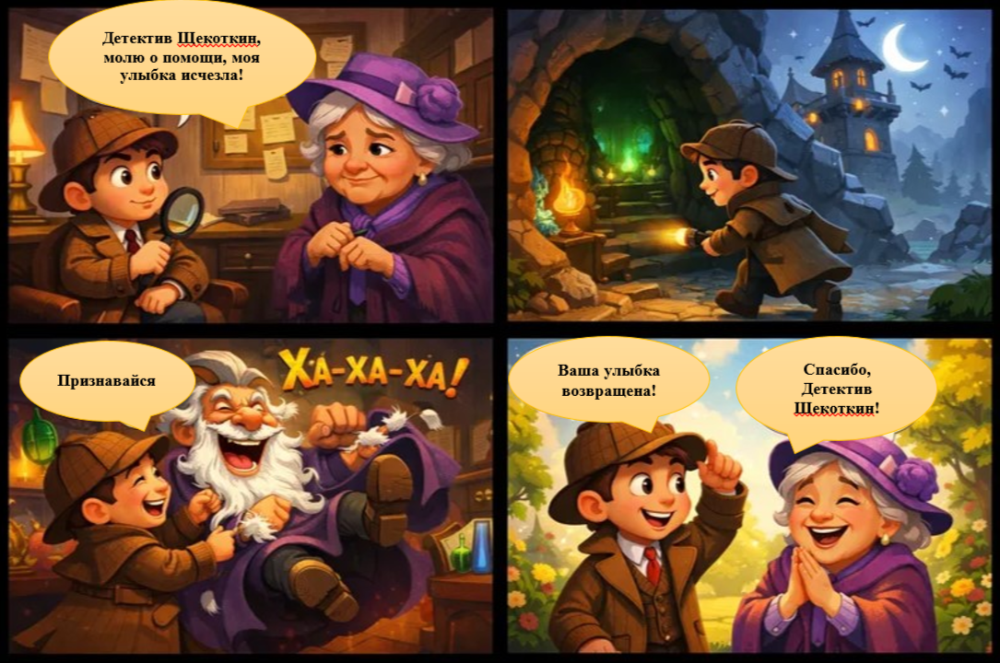 Детектив Щекоткин,
молю о помощи, моя
улыбка исчезла!
Признавайся
ХА-ХА-ХА!
Ваша улыбка
возвращена!
Спасибо,
Детектив
Щекоткин!